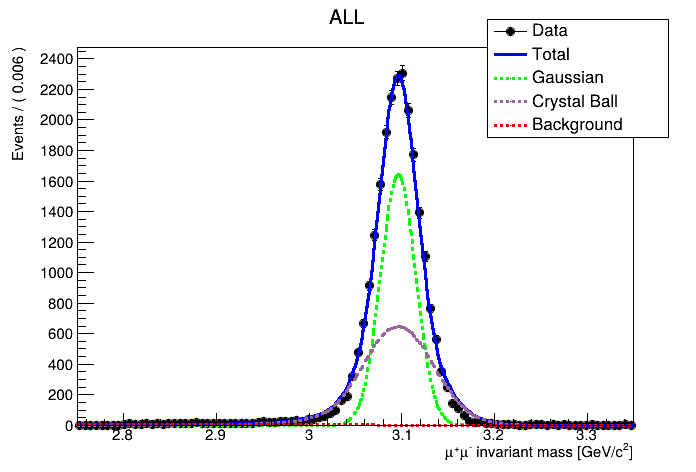 ALL
Data
Total
Gaussian
Crystal Ball
Background
Events / ( 0.006 )
2400
2200
2000
1800
1600
1400
1200
1000
800
600
400
200
0
2.8 2.9 3 3.1 3.2 3.3
μ⁺μ⁻ invariant mass [GeV/c²]